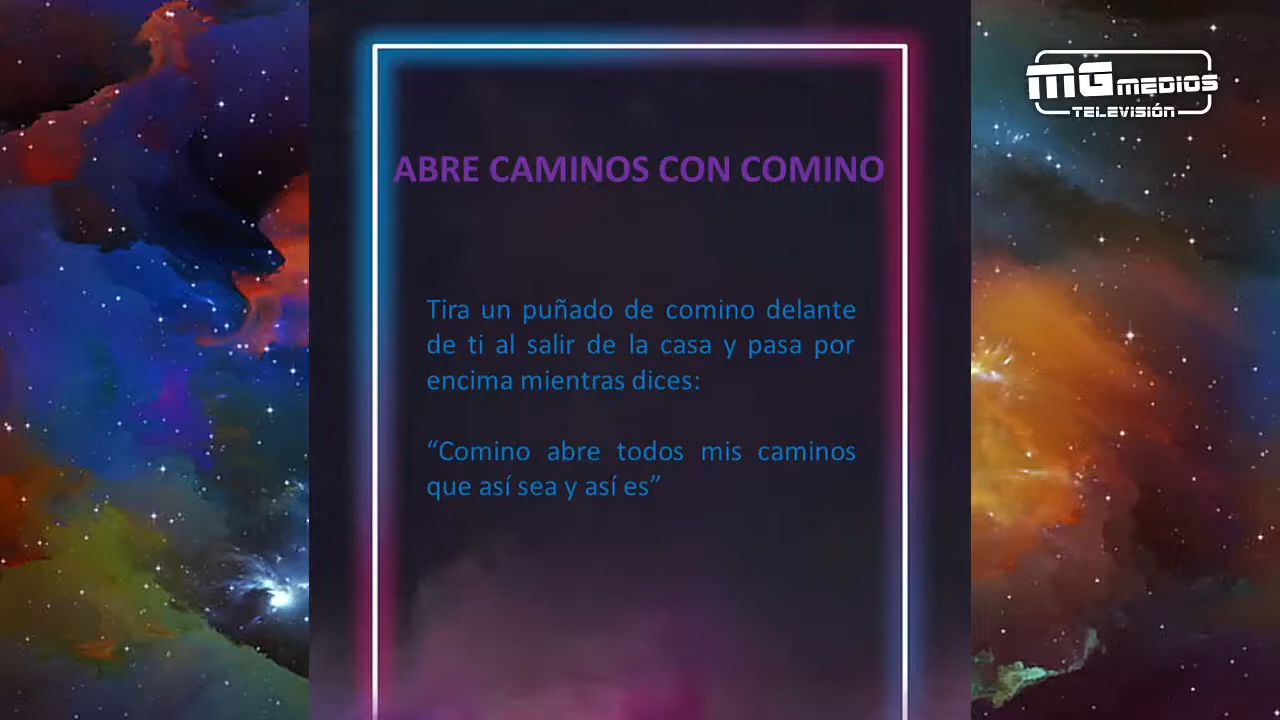 MG MEDIOS
TELEVISIÓN
ABRE CAMINOS CON COMINO
Tira un puñado de comino delante
de ti al salir de la casa y pasa por
encima mientras dices:
“Comino abre todos mis caminos
que así sea y así es”